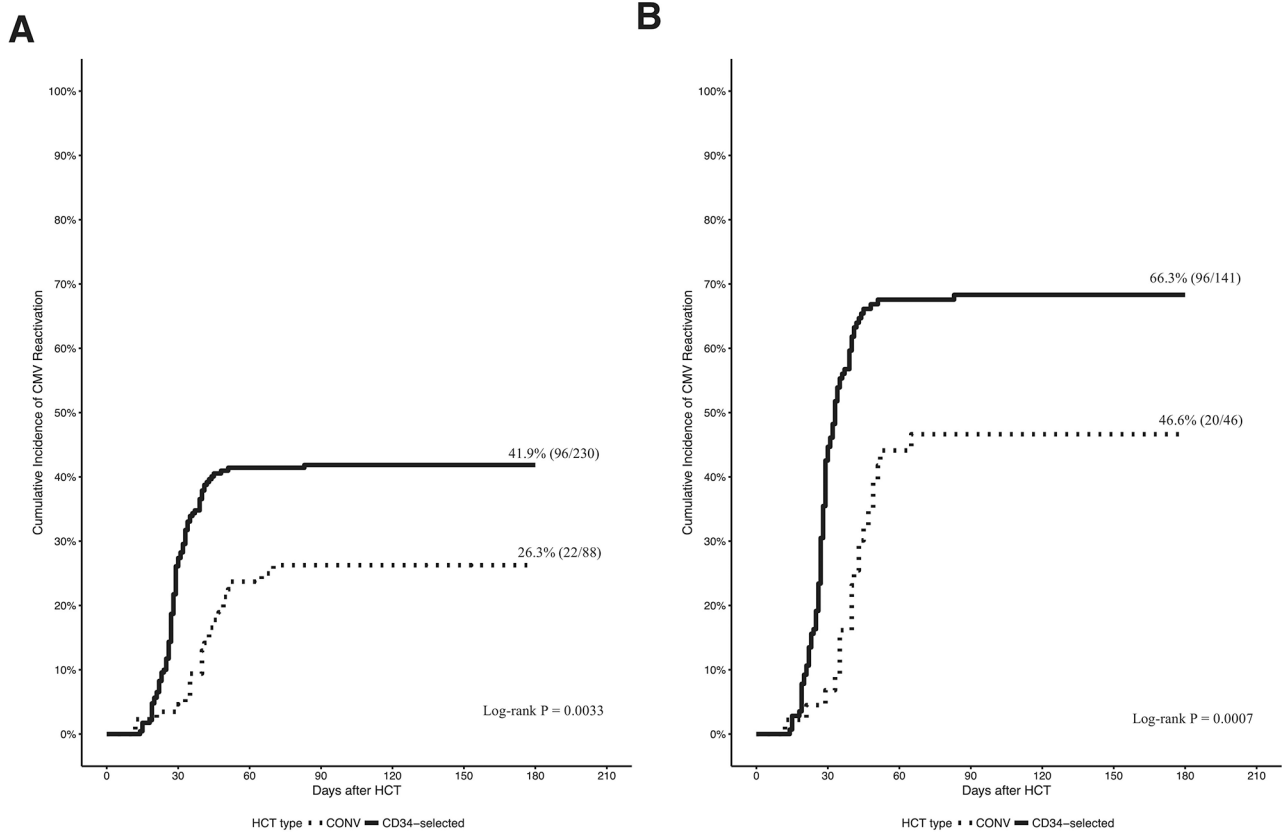 A
Cumulative Incidence of CMV Reactivation
100%
90%
80%
70%
60%
50%
40%
30%
20%
10%
0%
41.9% (96/230)
26.3% (22/88)
Log-rank P = 0.0033
0 30 60 90 120 150 180 210
Days after HCT
HCT type CONV CD34–selected
B
Cumulative Incidence of CMV Reactivation
100%
90%
80%
70%
60%
50%
40%
30%
20%
10%
0%
66.3% (96/141)
46.6% (20/46)
Log-rank P = 0.0007
0 30 60 90 120 150 180 210
Days after HCT
HCT type CONV CD34–selected